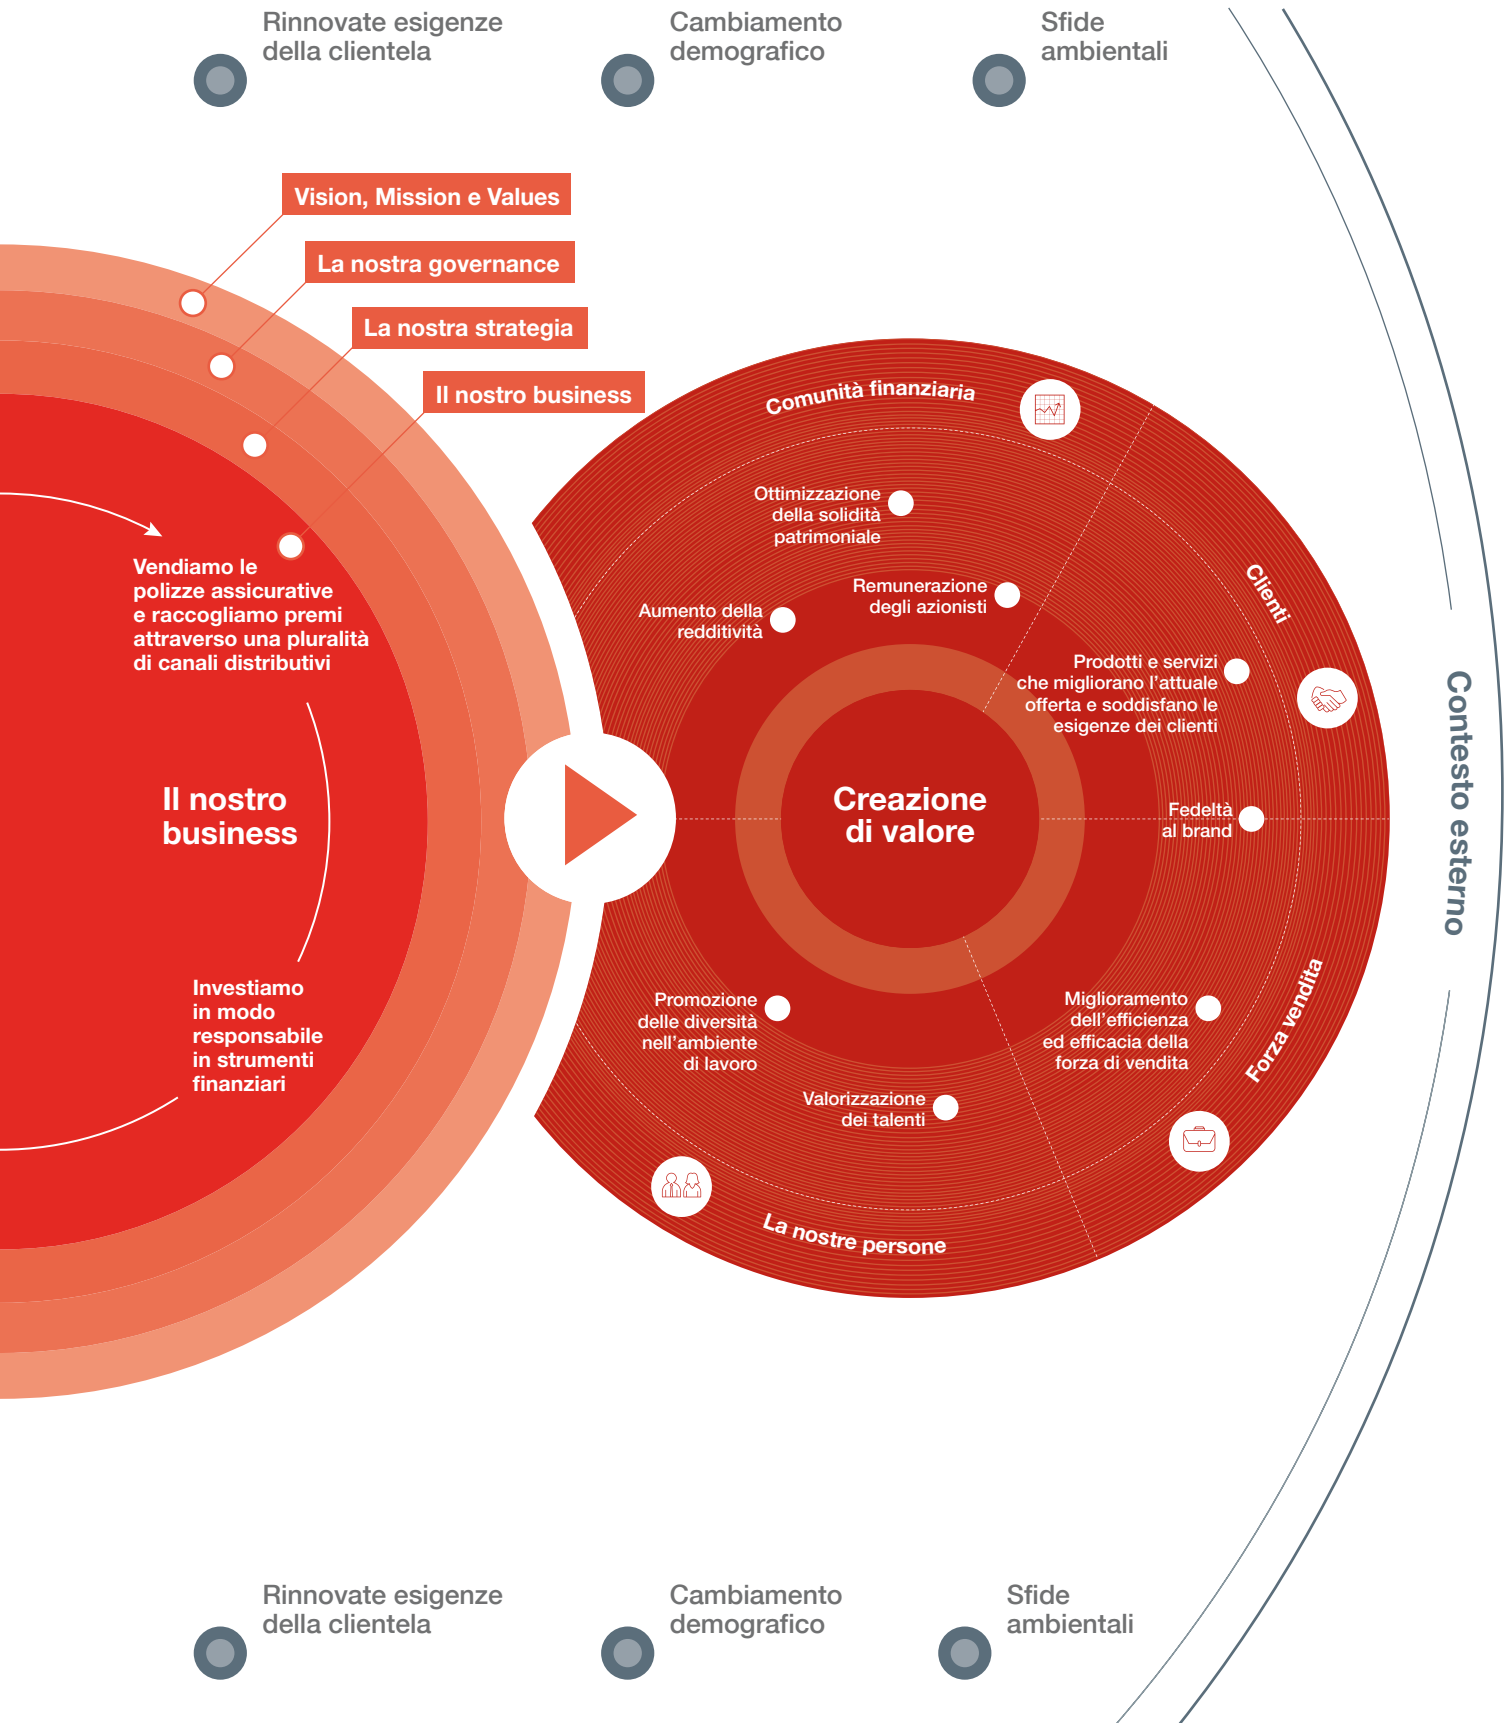 Rinnovate esigenze
della clientela
Cambiamento
demografico
Sfide
ambientali
Vision, Mission e Values
La nostra governance
La nostra strategia
Il nostro business
Vendiamo le
polizze assicurative
e raccogliamo premi
attraverso una pluralità
di canali distributivi
Il nostro
business
Investiamo
in modo
responsabile
in strumenti
finanziari
Comunità finanziaria
Ottimizzazione
della solidità
patrimoniale
Remunerazione
degli azionisti
Aumento della
redditività
Clienti
Prodotti e servizi
che migliorano l'attuale
offerta e soddisfano le
esigenze dei clienti
Fedeltà
al brand
Creazione
di valore
Contesto esterno
Promozione
delle diversità
nell'ambiente
di lavoro
Valorizzazione
dei talenti
Miglioramento
dell'efficienza
ed efficacia della
forza di vendita
Forza vendita
La nostre persone
Rinnovate esigenze
della clientela
Cambiamento
demografico
Sfide
ambientali